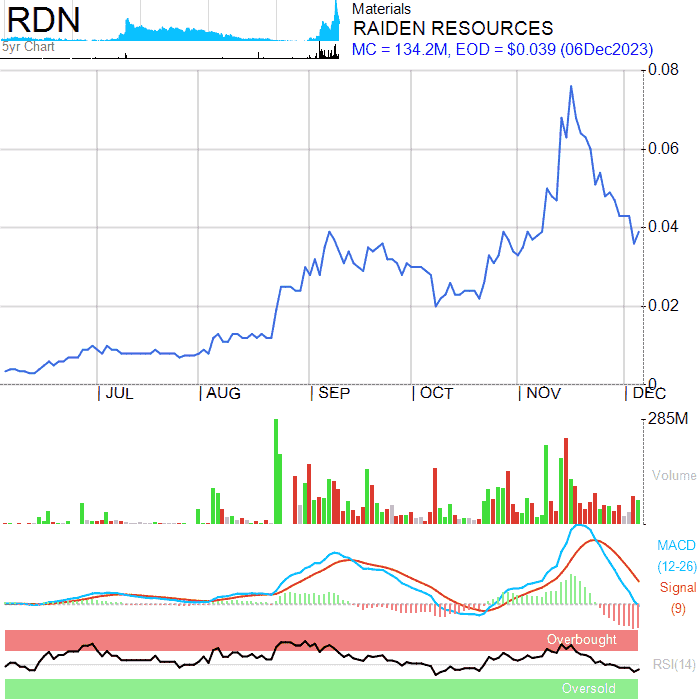 RDN
5yr Chart
Materials
RAIDEN RESOURCES
MC = 134.2M, EOD = $0.039 (06Dec2023)
0.08
0.06
0.04
0.02
0
JUL AUG SEP OCT NOV DEC
285M
Volume
MACD
(12-26)
Signal
(9)
Overbought
RSI(14)
Oversold